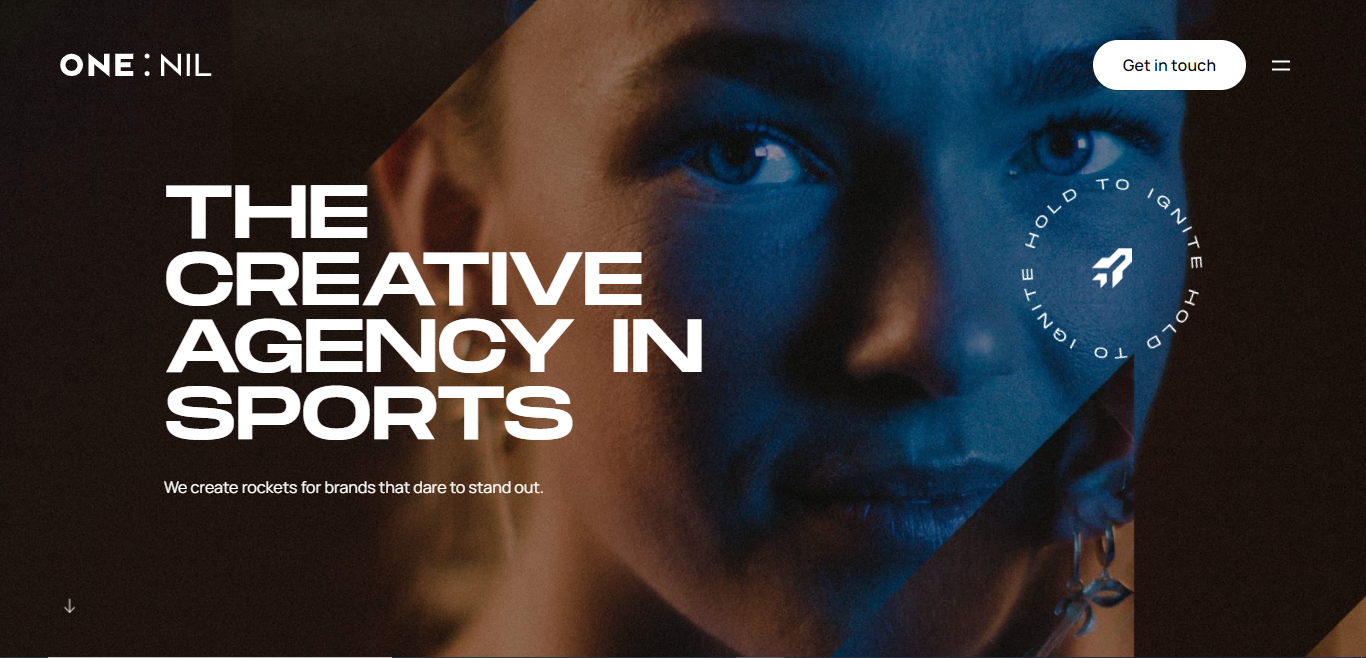 ONE : NIL
Get in touch
THE
CREATIVE
AGENCY IN
SPORTS
HOLD TO IGNITE HOLD TO IGNITE
We create rockets for brands that dare to stand out.